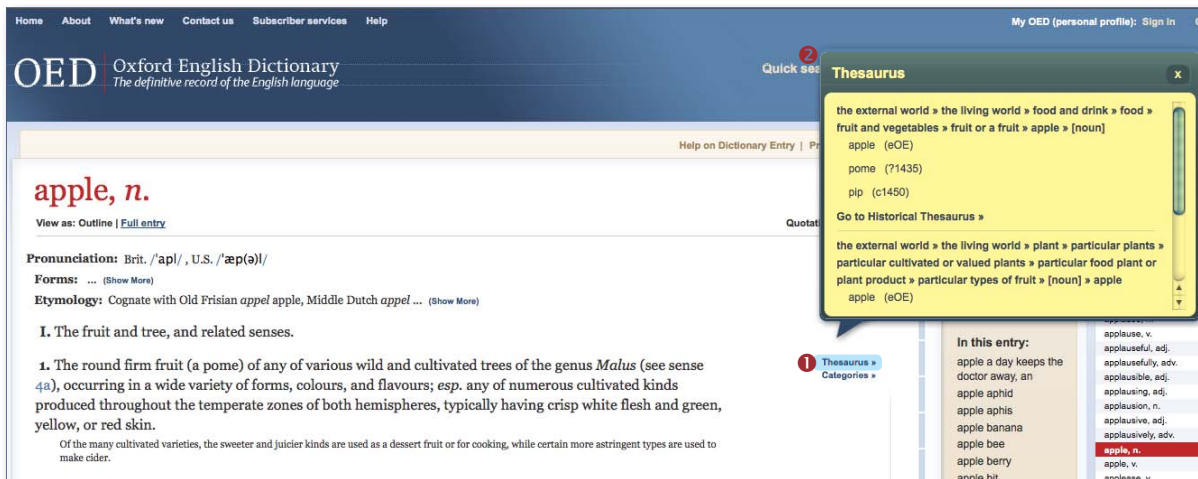 Home About What's new Contact us Subscriber services Help
My OED (personal profile): Sign in
OED Oxford English Dictionary
The definitive record of the English language
2
Quick sea
Thesaurus x
the external world » the living world » food and drink » food »
fruit and vegetables » fruit or a fruit » apple » [noun]
apple (eOE)
pome (?1435)
pip (c1450)
Go to Historical Thesaurus »
the external world » the living world » plant » particular plants »
particular cultivated or valued plants » particular food plant or
plant product » particular types of fruit » [noun] » apple
apple (eOE)
Help on Dictionary Entry | Pr
apple, n.
View as: Outline | Full entry
Quotati
Pronunciation: Brit. /ˈapl/ , U.S. /ˈæp(ə)l/
Forms: ... (Show More)
Etymology: Cognate with Old Frisian appel apple, Middle Dutch appel ... (Show More)
I. The fruit and tree, and related senses.
1
Thesaurus »
Categories »
1. The round firm fruit (a pome) of any of various wild and cultivated trees of the genus Malus (see sense
4a), occurring in a wide variety of forms, colours, and flavours; esp. any of numerous cultivated kinds
produced throughout the temperate zones of both hemispheres, typically having crisp white flesh and green,
yellow, or red skin.
Of the many cultivated varieties, the sweeter and juicier kinds are used as a dessert fruit or for cooking, while certain more astringent types are used to
make cider.
In this entry:
apple a day keeps the
doctor away, an
apple aphid
apple aphis
apple banana
apple bee
apple berry
apple bit
applause, v.
applauseful, adj.
applausefully, adv.
applausible, adj.
applausing, adj.
applausion, n.
applausive, adj.
applausively, adv.
apple, n.
apple, v.
applease, v.